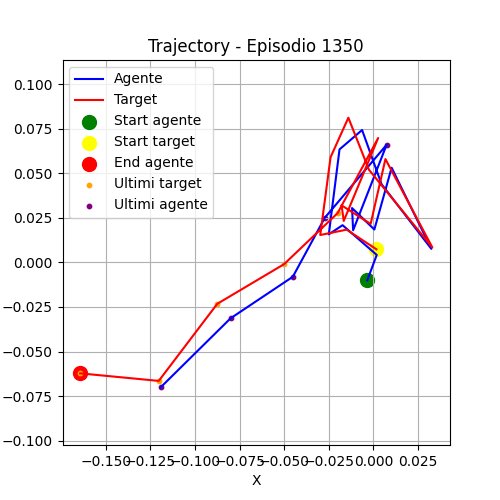 Trajectory - Episodio 1350
Agente
Target
Start agente
Start target
End agente
Ultimi target
Ultimi agente
0.100
0.075
0.050
0.025
0.000
−0.025
−0.050
−0.075
−0.100
−0.150 −0.125 −0.100 −0.075 −0.050 −0.025 0.000 0.025
X